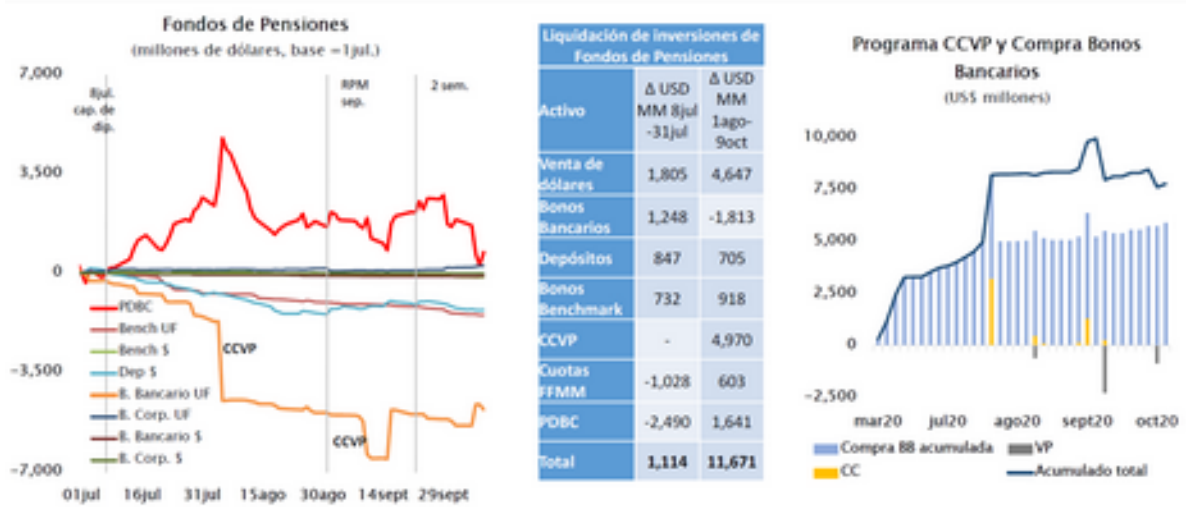 Fondos de Pensiones
(millones de dólares, base =1jul.)
7,000
3,500
0
-3,500
-7,000
8jul.
cap. de
dip.
RPM
sep.
2 sem.
PDBC
Bench UF
Bench $
Dep $
B. Bancario UF
B. Corp. UF
B. Bancario $
B. Corp. $
CCVP
CCVP
01jul 16jul 31jul 15ago 30ago 14sept 29sept
Liquidación de inversiones de
Fondos de Pensiones
Activo
Δ USD
MM 8jul
-31jul
Δ USD
MM
1ago-
9oct
Venta de
dólares
1,805 4,647
Bonos
Bancarios
1,248 -1,813
Depósitos 847 705
Bonos
Benchmark
732 918
CCVP - 4,970
Cuotas
FFMM
-1,028 603
PDBC -2,490 1,641
Total 1,114 11,671
Programa CCVP y Compra Bonos
Bancarios
(US$ millones)
10,000
7,500
5,000
2,500
0
-2,500
mar20 jul20 ago20 sept20 oct20
Compra BB acumulada VP
CC Acumulado total